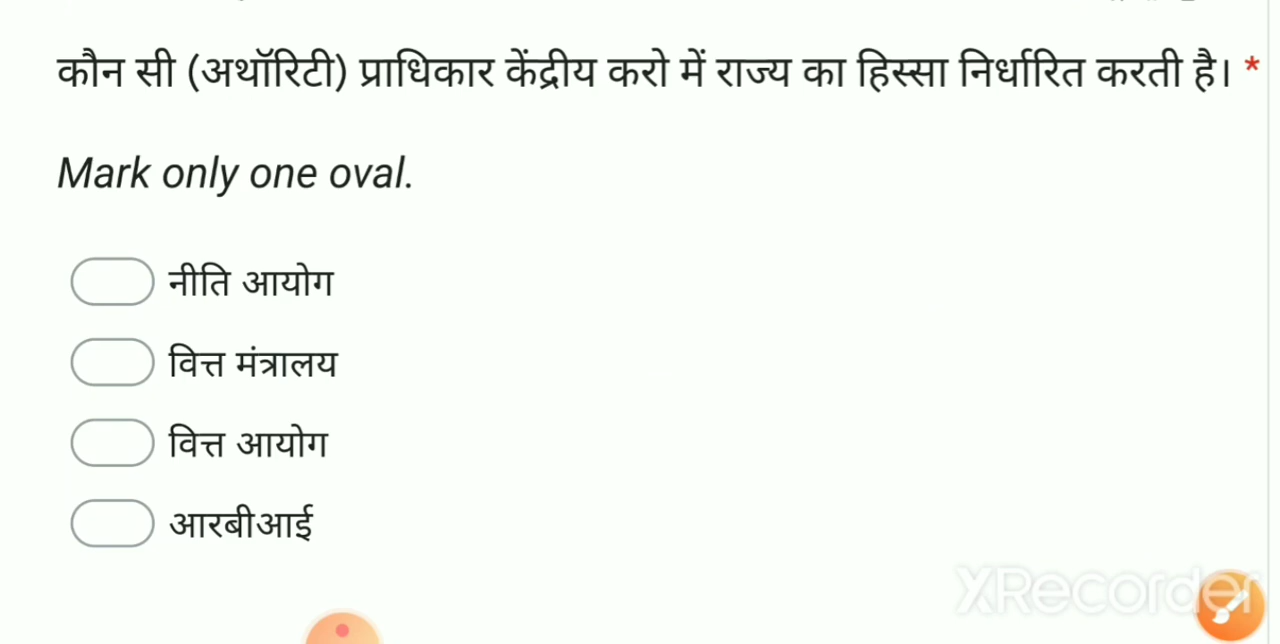 कौन सी (अथॉरिटी) प्राधिकार केंद्रीय करो में राज्य का हिस्सा निर्धारित करती है। *
Mark only one oval.
नीति आयोग
वित्त मंत्रालय
वित्त आयोग
आरबीआई
XRecorder